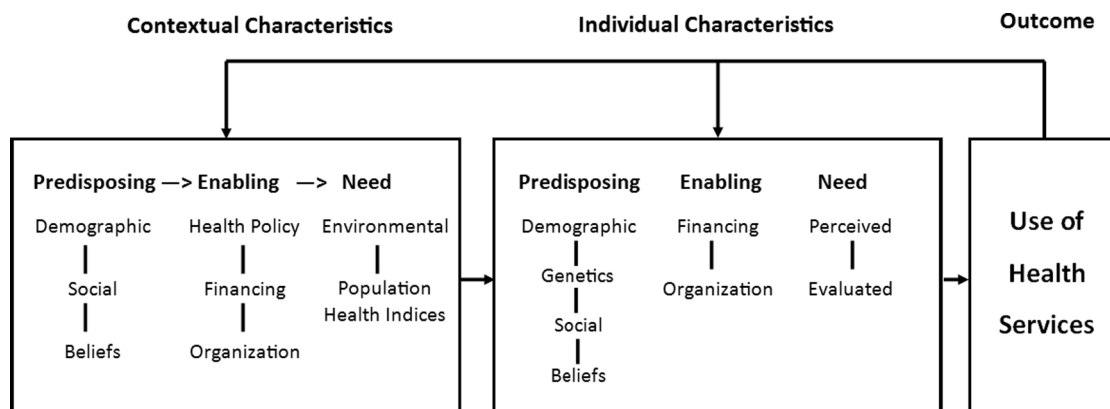 Contextual Characteristics
Individual Characteristics
Outcome
Predisposing —> Enabling —> Need
Demographic
Social
Beliefs
Health Policy
Financing
Organization
Environmental
Population
Health Indices
Predisposing
Enabling
Need
Demographic
Genetics
Social
Beliefs
Financing
Organization
Perceived
Evaluated
Use of
Health
Services